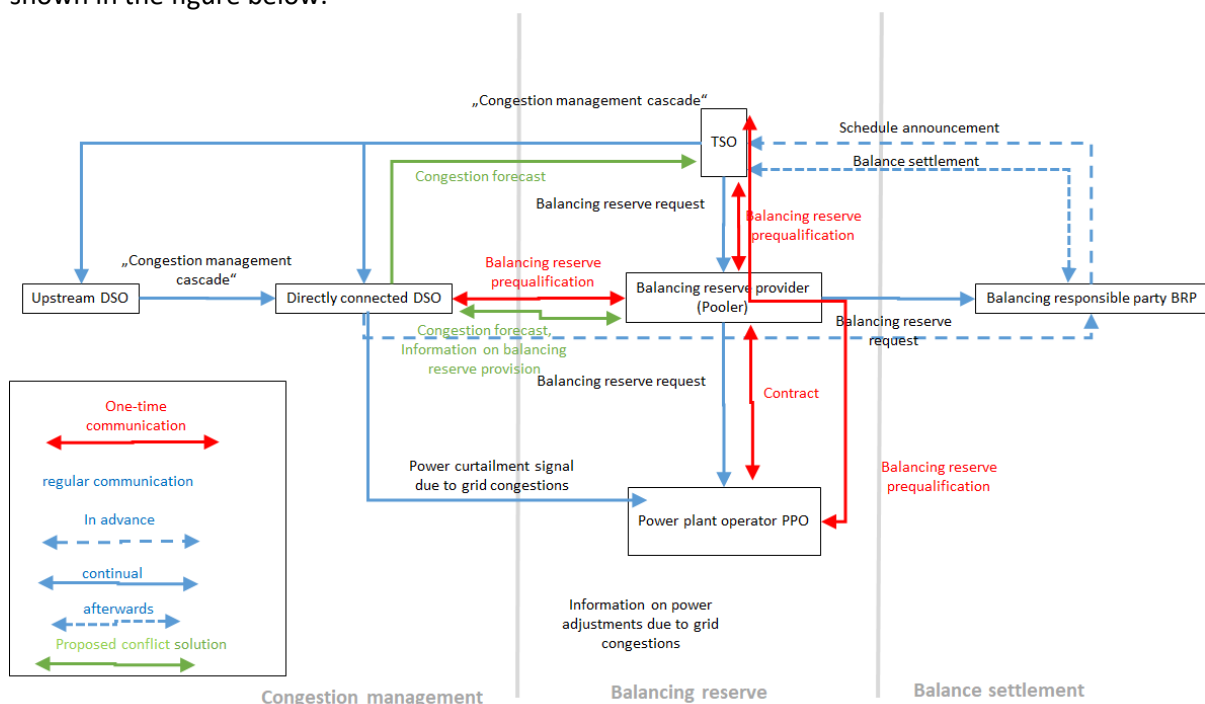 shown in the figure below.
„Congestion management cascade“
TSO
Schedule announcement
Balance settlement
Congestion forecast
Balancing reserve request
Balancing reserve
prequalification
„Congestion management
cascade“
Balancing reserve
prequalification
Upstream DSO
Directly connected DSO
Balancing reserve provider
(Pooler)
Balancing responsible party BRP
Balancing reserve
request
Congestion forecast,
Information on balancing
reserve provision
Balancing reserve request
Contract
One-time
communication
regular communication
In advance
continual
afterwards
Proposed conflict solution
Power curtailment signal
due to grid congestions
Balancing reserve
prequalification
Power plant operator PPO
Information on power
adjustments due to grid
congestions
Congestion management
Balancing reserve
Balance settlement